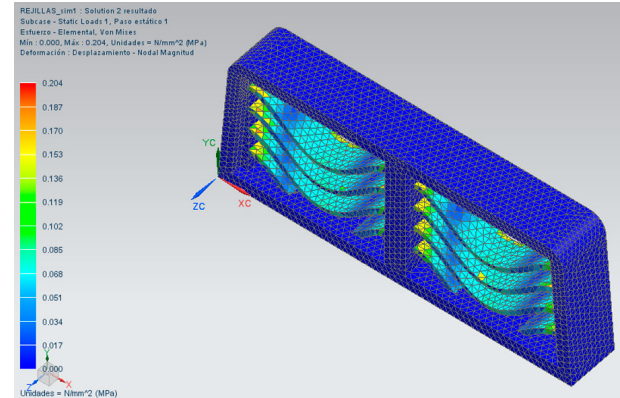 REJILLAS_sim1 : Solution 2 resultado
Subcase - Static Loads 1, Paso estático 1
Esfuerzo - Elemental, Von Mises
Mín : 0.000, Máx : 0.204, Unidades = N/mm^2 (MPa)
Deformación : Desplazamiento - Nodal Magnitud
0.204
0.187
0.170
0.153
0.136
0.119
0.102
0.085
0.068
0.051
0.034
0.017
0.000
YC
ZC
XC
Y
Z
X
Unidades = N/mm^2 (MPa)